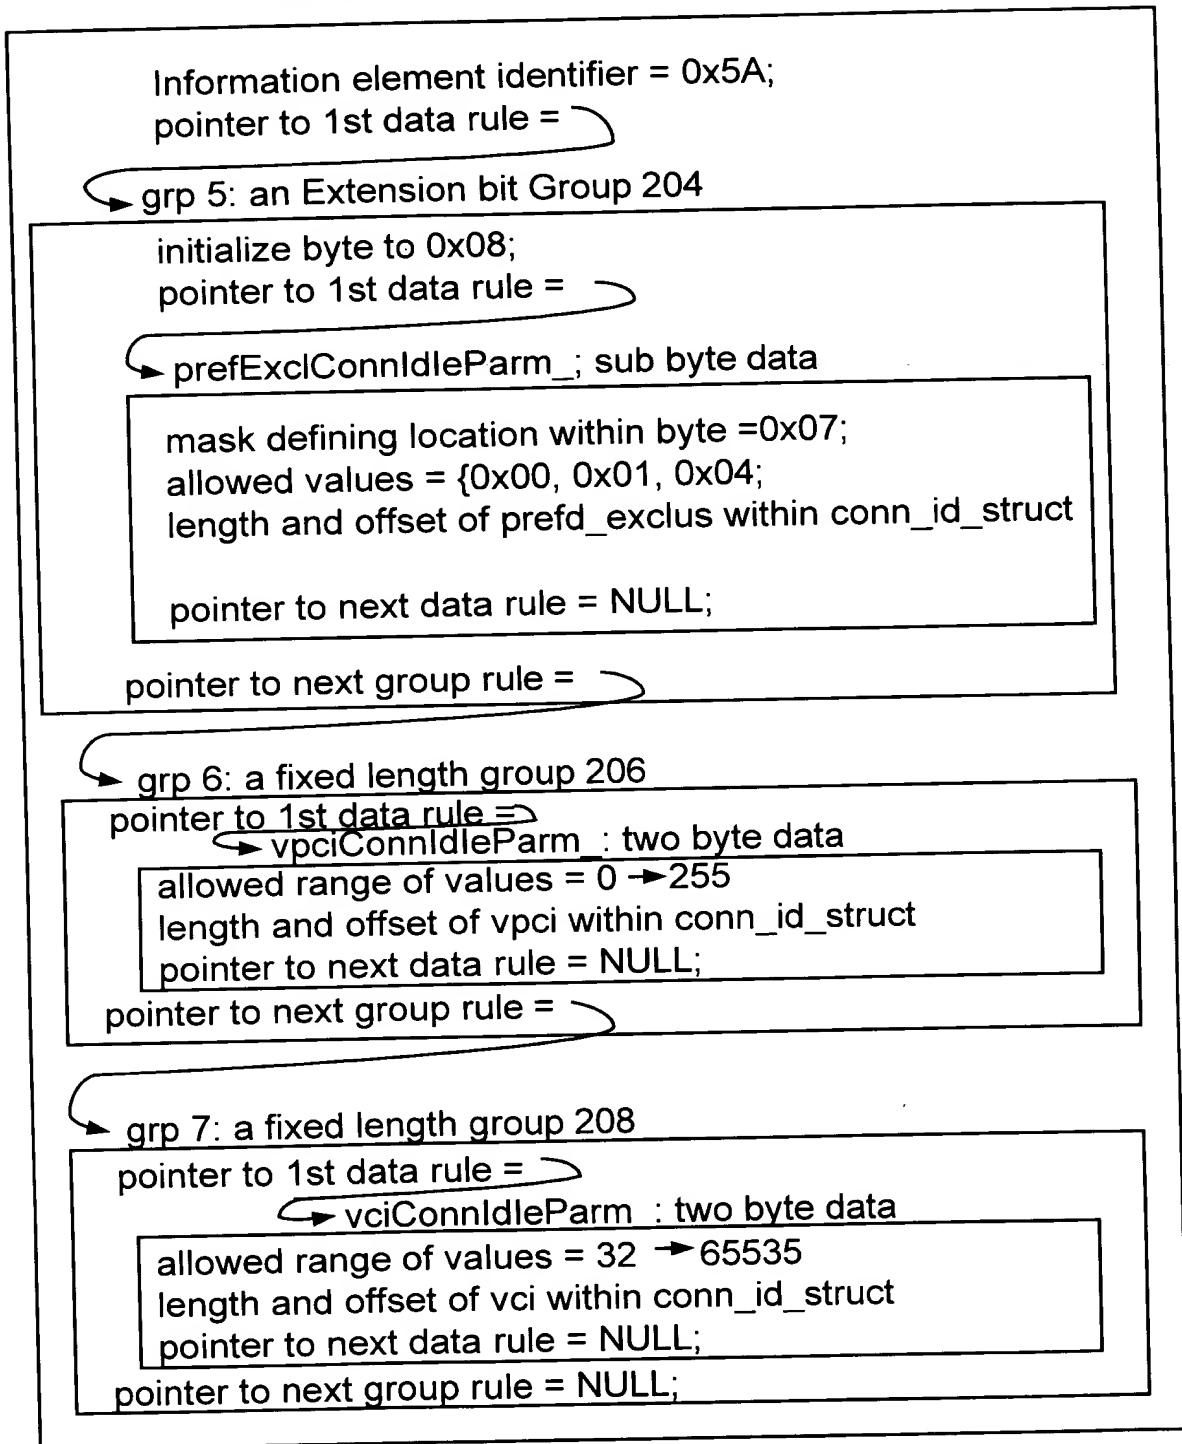 Information element identifier = 0x5A;
pointer to 1st data rule =
grp 5: an Extension bit Group 204
initialize byte to 0x08;
pointer to 1st data rule =
prefExclConnIdleParm_; sub byte data
mask defining location within byte =0x07;
allowed values = {0x00, 0x01, 0x04;
length and offset of prefd_exclus within conn_id_struct
pointer to next data rule = NULL;
pointer to next group rule =
grp 6: a fixed length group 206
pointer to 1st data rule =
vpciConnIdleParm_: two byte data
allowed range of values = 0 → 255
length and offset of vpci within conn_id_struct
pointer to next data rule = NULL;
pointer to next group rule =
grp 7: a fixed length group 208
pointer to 1st data rule =
vciConnIdleParm_: two byte data
allowed range of values = 32 → 65535
length and offset of vci within conn_id_struct
pointer to next data rule = NULL;
pointer to next group rule = NULL;